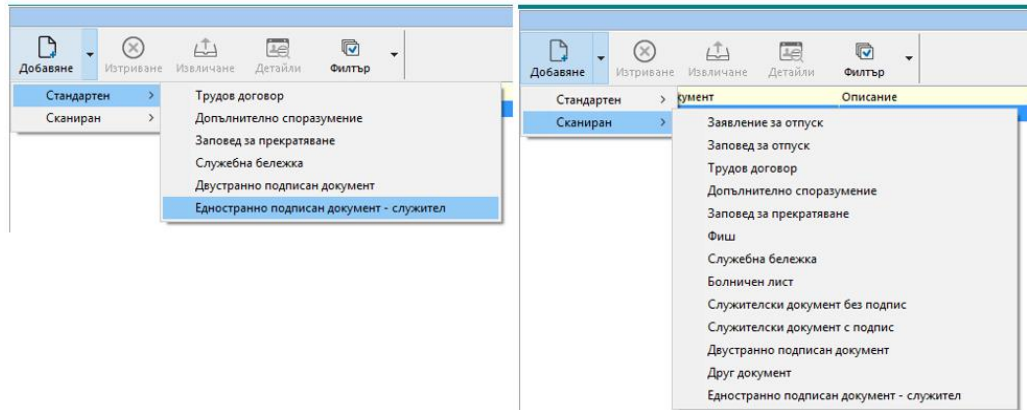 Добавяне Изтриване Извличане Детайли Филтър
Стандартен
Сканиран
Трудов договор
Допълнително споразумение
Заповед за прекратяване
Служебна бележка
Двустранно подписан документ
Едностранно подписан документ - служител
Добавяне Изтриване Извличане Детайли Филтър
Стандартен
кумент Описание
Сканиран
Заявление за отпуск
Заповед за отпуск
Трудов договор
Допълнително споразумение
Заповед за прекратяване
Фиш
Служебна бележка
Болничен лист
Служителски документ без подпис
Служителски документ с подпис
Двустранно подписан документ
Друг документ
Едностранно подписан документ - служител